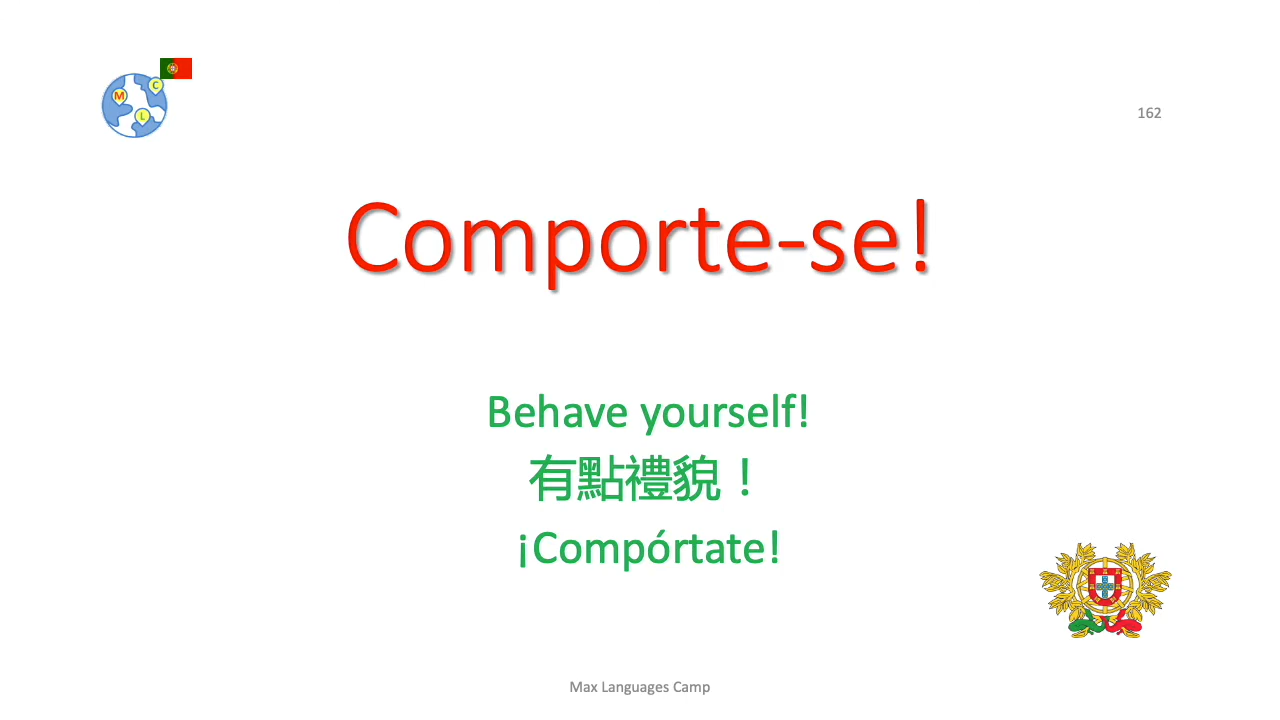 M
C
L
162
Comporte-se!
Behave yourself!
有點禮貌！
¡Compórtate!
Max Languages Camp